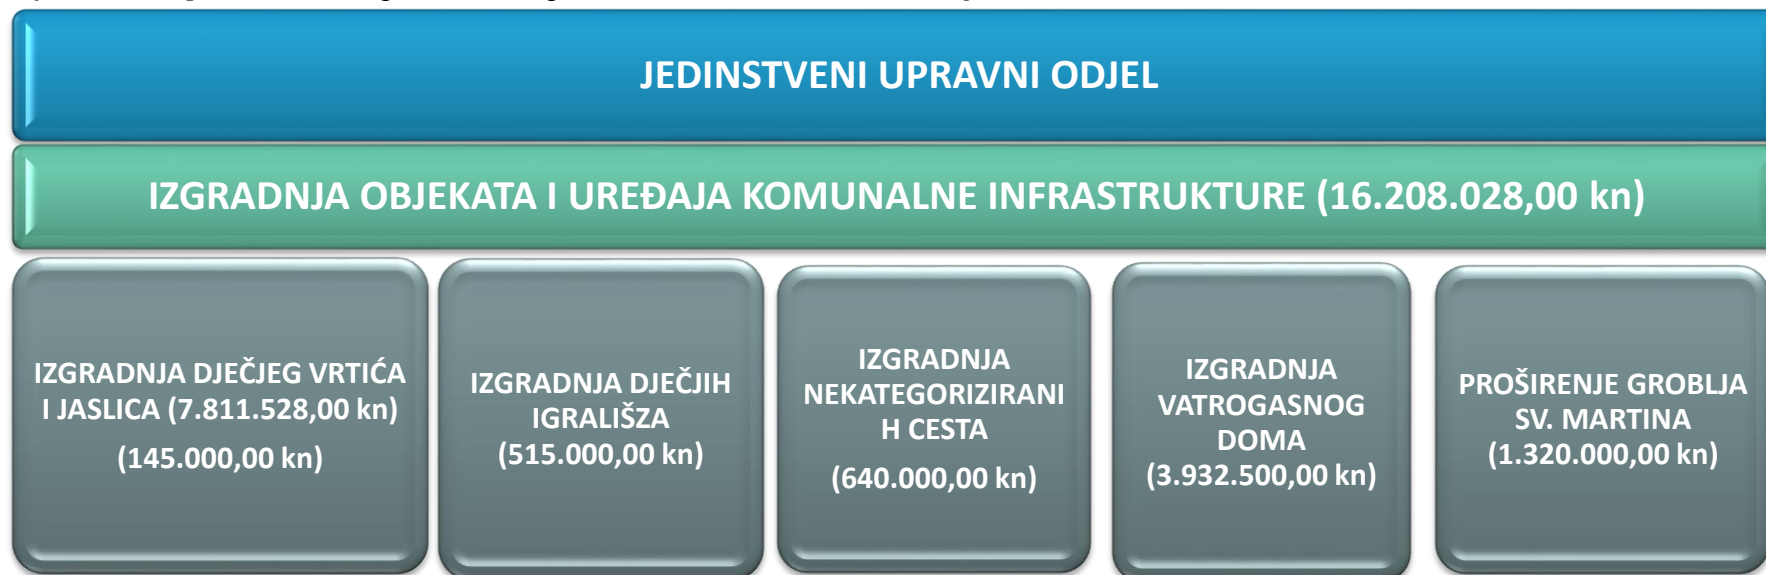 JEDINSTVENI UPRAVNI ODJEL
IZGRADNJA OBJEKATA I UREĐAJA KOMUNALNE INFRASTRUKTURE (16.208.028,00 kn)
IZGRADNJA DJEČJEG VRTIĆA
I JASLICA (7.811.528,00 kn)
(145.000,00 kn)
IZGRADNJA DJEČJIH
IGRALIŠZA
(515.000,00 kn)
IZGRADNJA
NEKATEGORIZIRANI
H CESTA
(640.000,00 kn)
IZGRADNJA
VATROGASNOG
DOMA
(3.932.500,00 kn)
PROŠIRENJE GROBLJA
SV. MARTINA
(1.320.000,00 kn)